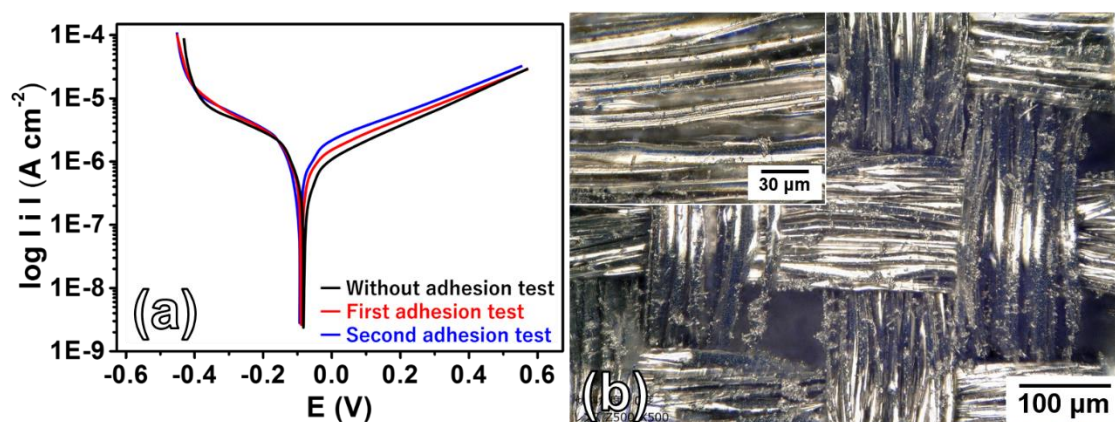 log I i I (A cm⁻²)
1E-4
1E-5
1E-6
1E-7
1E-8
1E-9
Without adhesion test
First adhesion test
Second adhesion test
(a)
-0.6 -0.4 -0.2 0.0 0.2 0.4 0.6
E (V)
30 µm
(b)
Z500 X500
100 µm